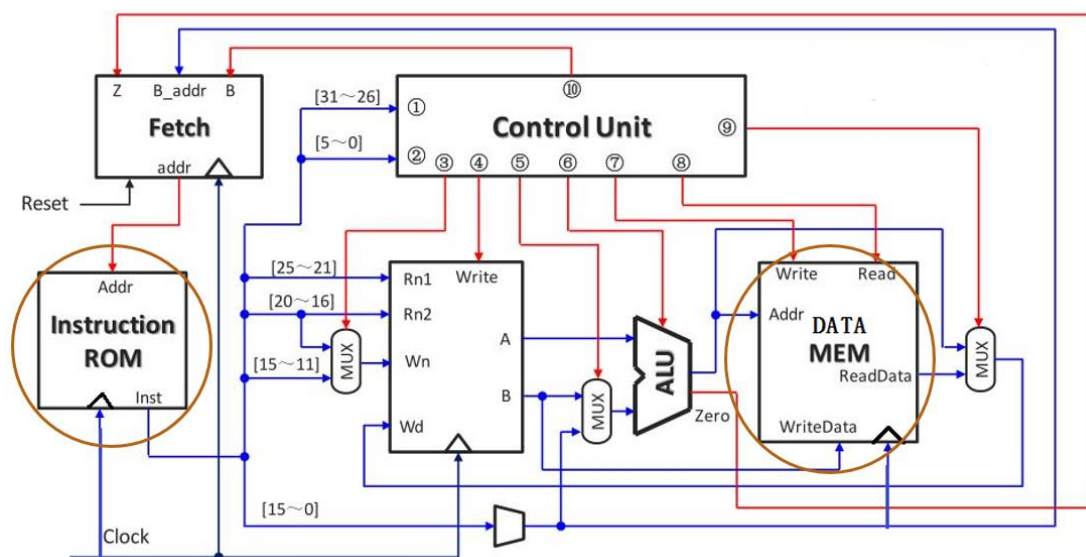 Z B_addr B
Fetch
addr
Reset
[31～26]
[5～0]
① ② ③ ④ ⑤ ⑥ ⑦ ⑧ ⑨ ⑩
Control Unit
Addr
Instruction
ROM
Inst
Clock
[25～21]
[20～16]
[15～11]
[15～0]
MUX
Rn1 Write
Rn2
Wn
Wd
A
B
MUX
ALU
Zero
Write Read
Addr
DATA
MEM
ReadData
WriteData
MUX